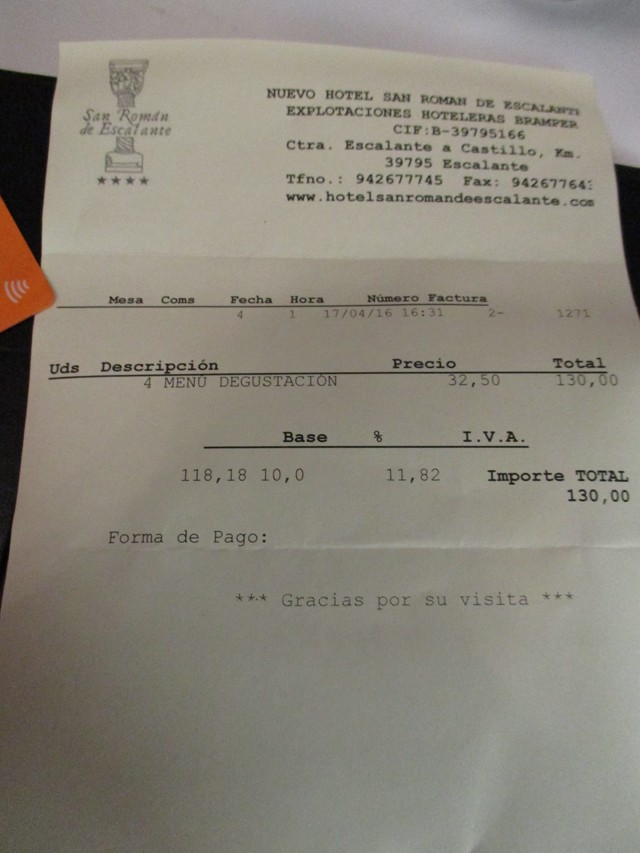 San Román
de Escalante
★★★★
NUEVO HOTEL SAN ROMAN DE ESCALANTE
EXPLOTACIONES HOTELERAS BRAMPER
CIF:B-39795166
Ctra. Escalante a Castillo, Km.
39795 Escalante
Tfno.: 942677745 Fax: 94267764
www.hotelsanromandeescalante.com
Mesa Coms Fecha Hora Número Factura
4 1 17/04/16 16:31 2- 1271
Uds Descripción Precio Total
4 MENÚ DEGUSTACIÓN 32,50 130,00
Base % I.V.A.
118,18 10,0 11,82 Importe TOTAL
130,00
Forma de Pago:
*** Gracias por su visita ***